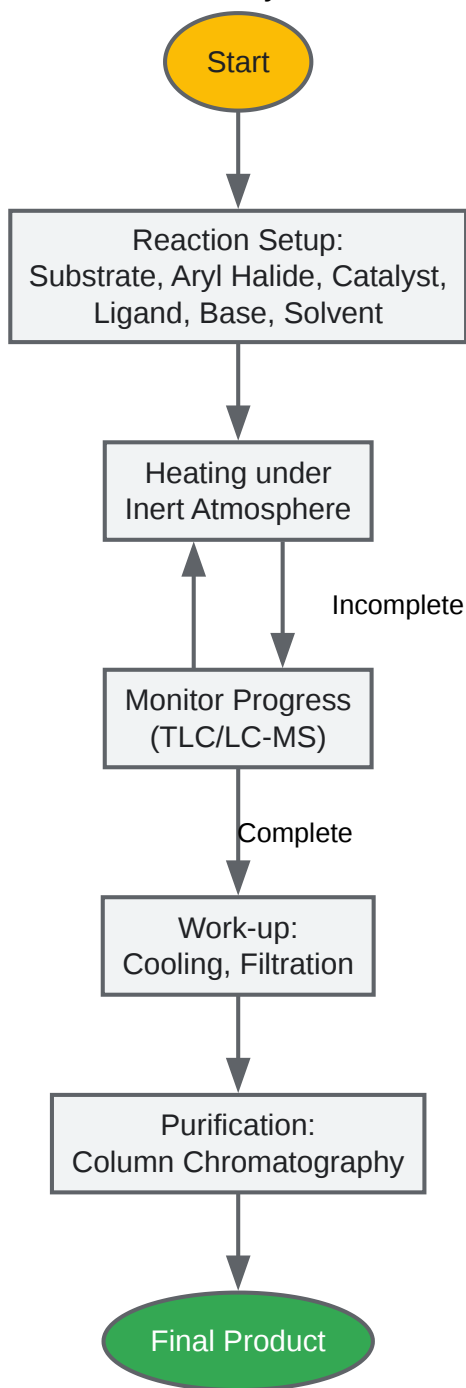 Start
Reaction Setup:
Substrate, Aryl Halide, Catalyst,
Ligand, Base, Solvent
Heating under
Inert Atmosphere
Incomplete
Monitor Progress
(TLC/LC-MS)
Complete
Work-up:
Cooling, Filtration
Purification:
Column Chromatography
Final Product